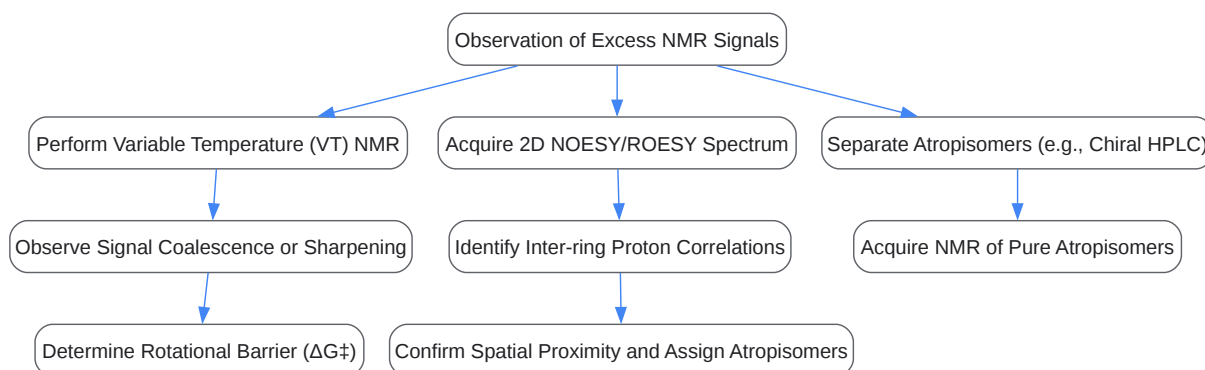 Observation of Excess NMR Signals
Perform Variable Temperature (VT) NMR
Acquire 2D NOESY/ROESY Spectrum
Separate Atropisomers (e.g., Chiral HPLC)
Observe Signal Coalescence or Sharpening
Identify Inter-ring Proton Correlations
Acquire NMR of Pure Atropisomers
Determine Rotational Barrier (ΔG‡)
Confirm Spatial Proximity and Assign Atropisomers